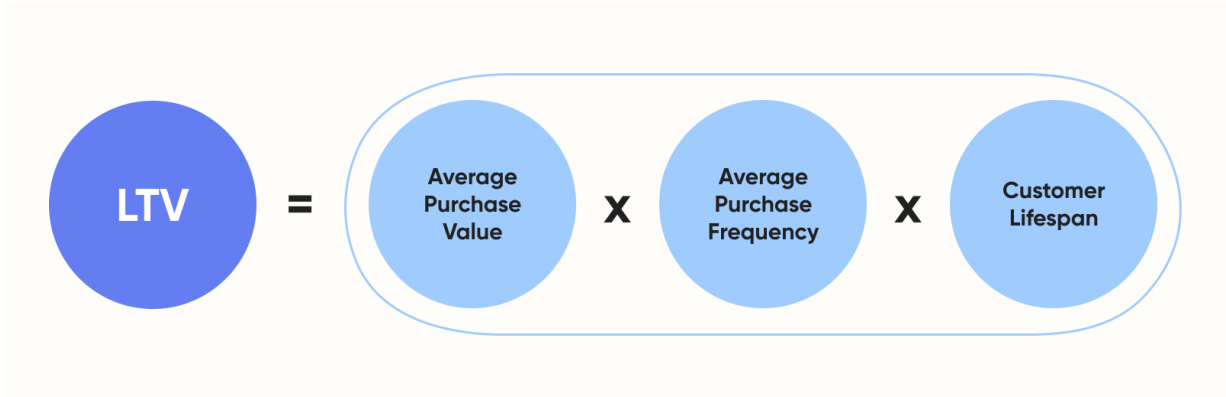 LTV
=
Average
Purchase
Value
x
Average
Purchase
Frequency
x
Customer
Lifespan